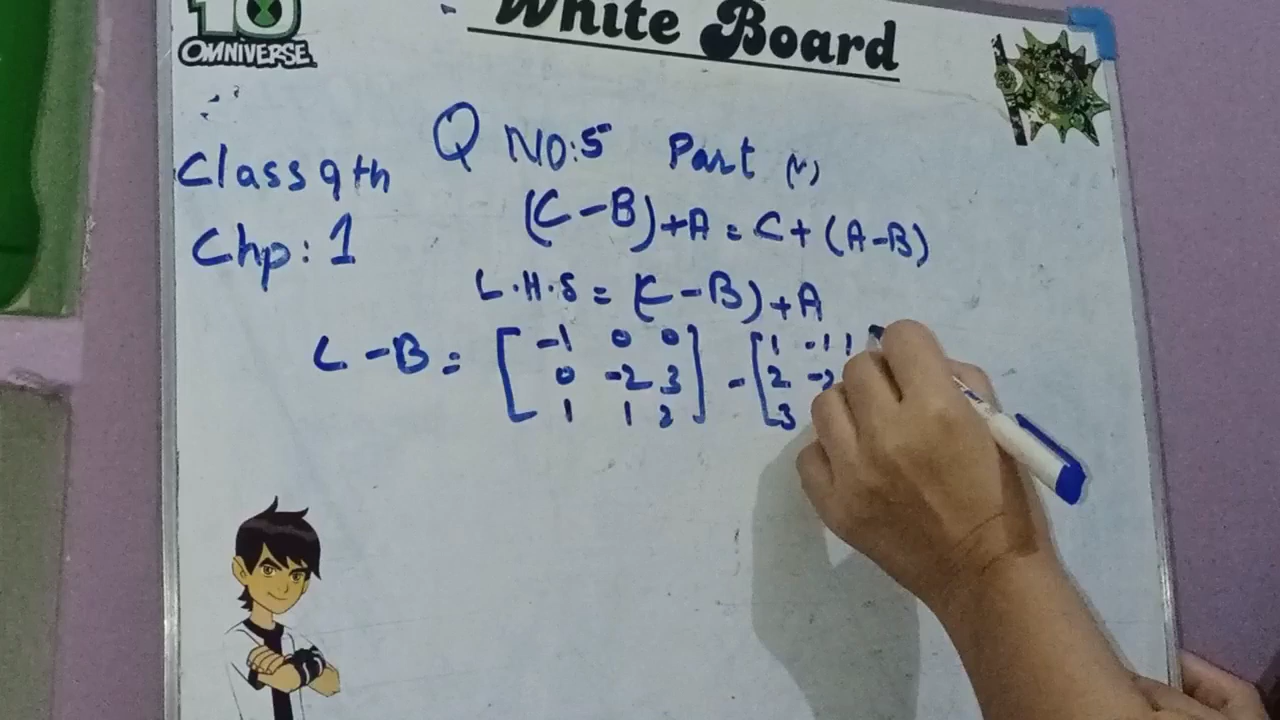 10
OMNIVERSE
White Board
Class 9th
Chp: 1
Q NO:5 Part (v)
(C-B)+A = C+(A-B)
L.H.S = (C-B)+A
C-B = [-1 0 0] - [1 -1 1
0 -2 3 2 -2
1 1 2 3